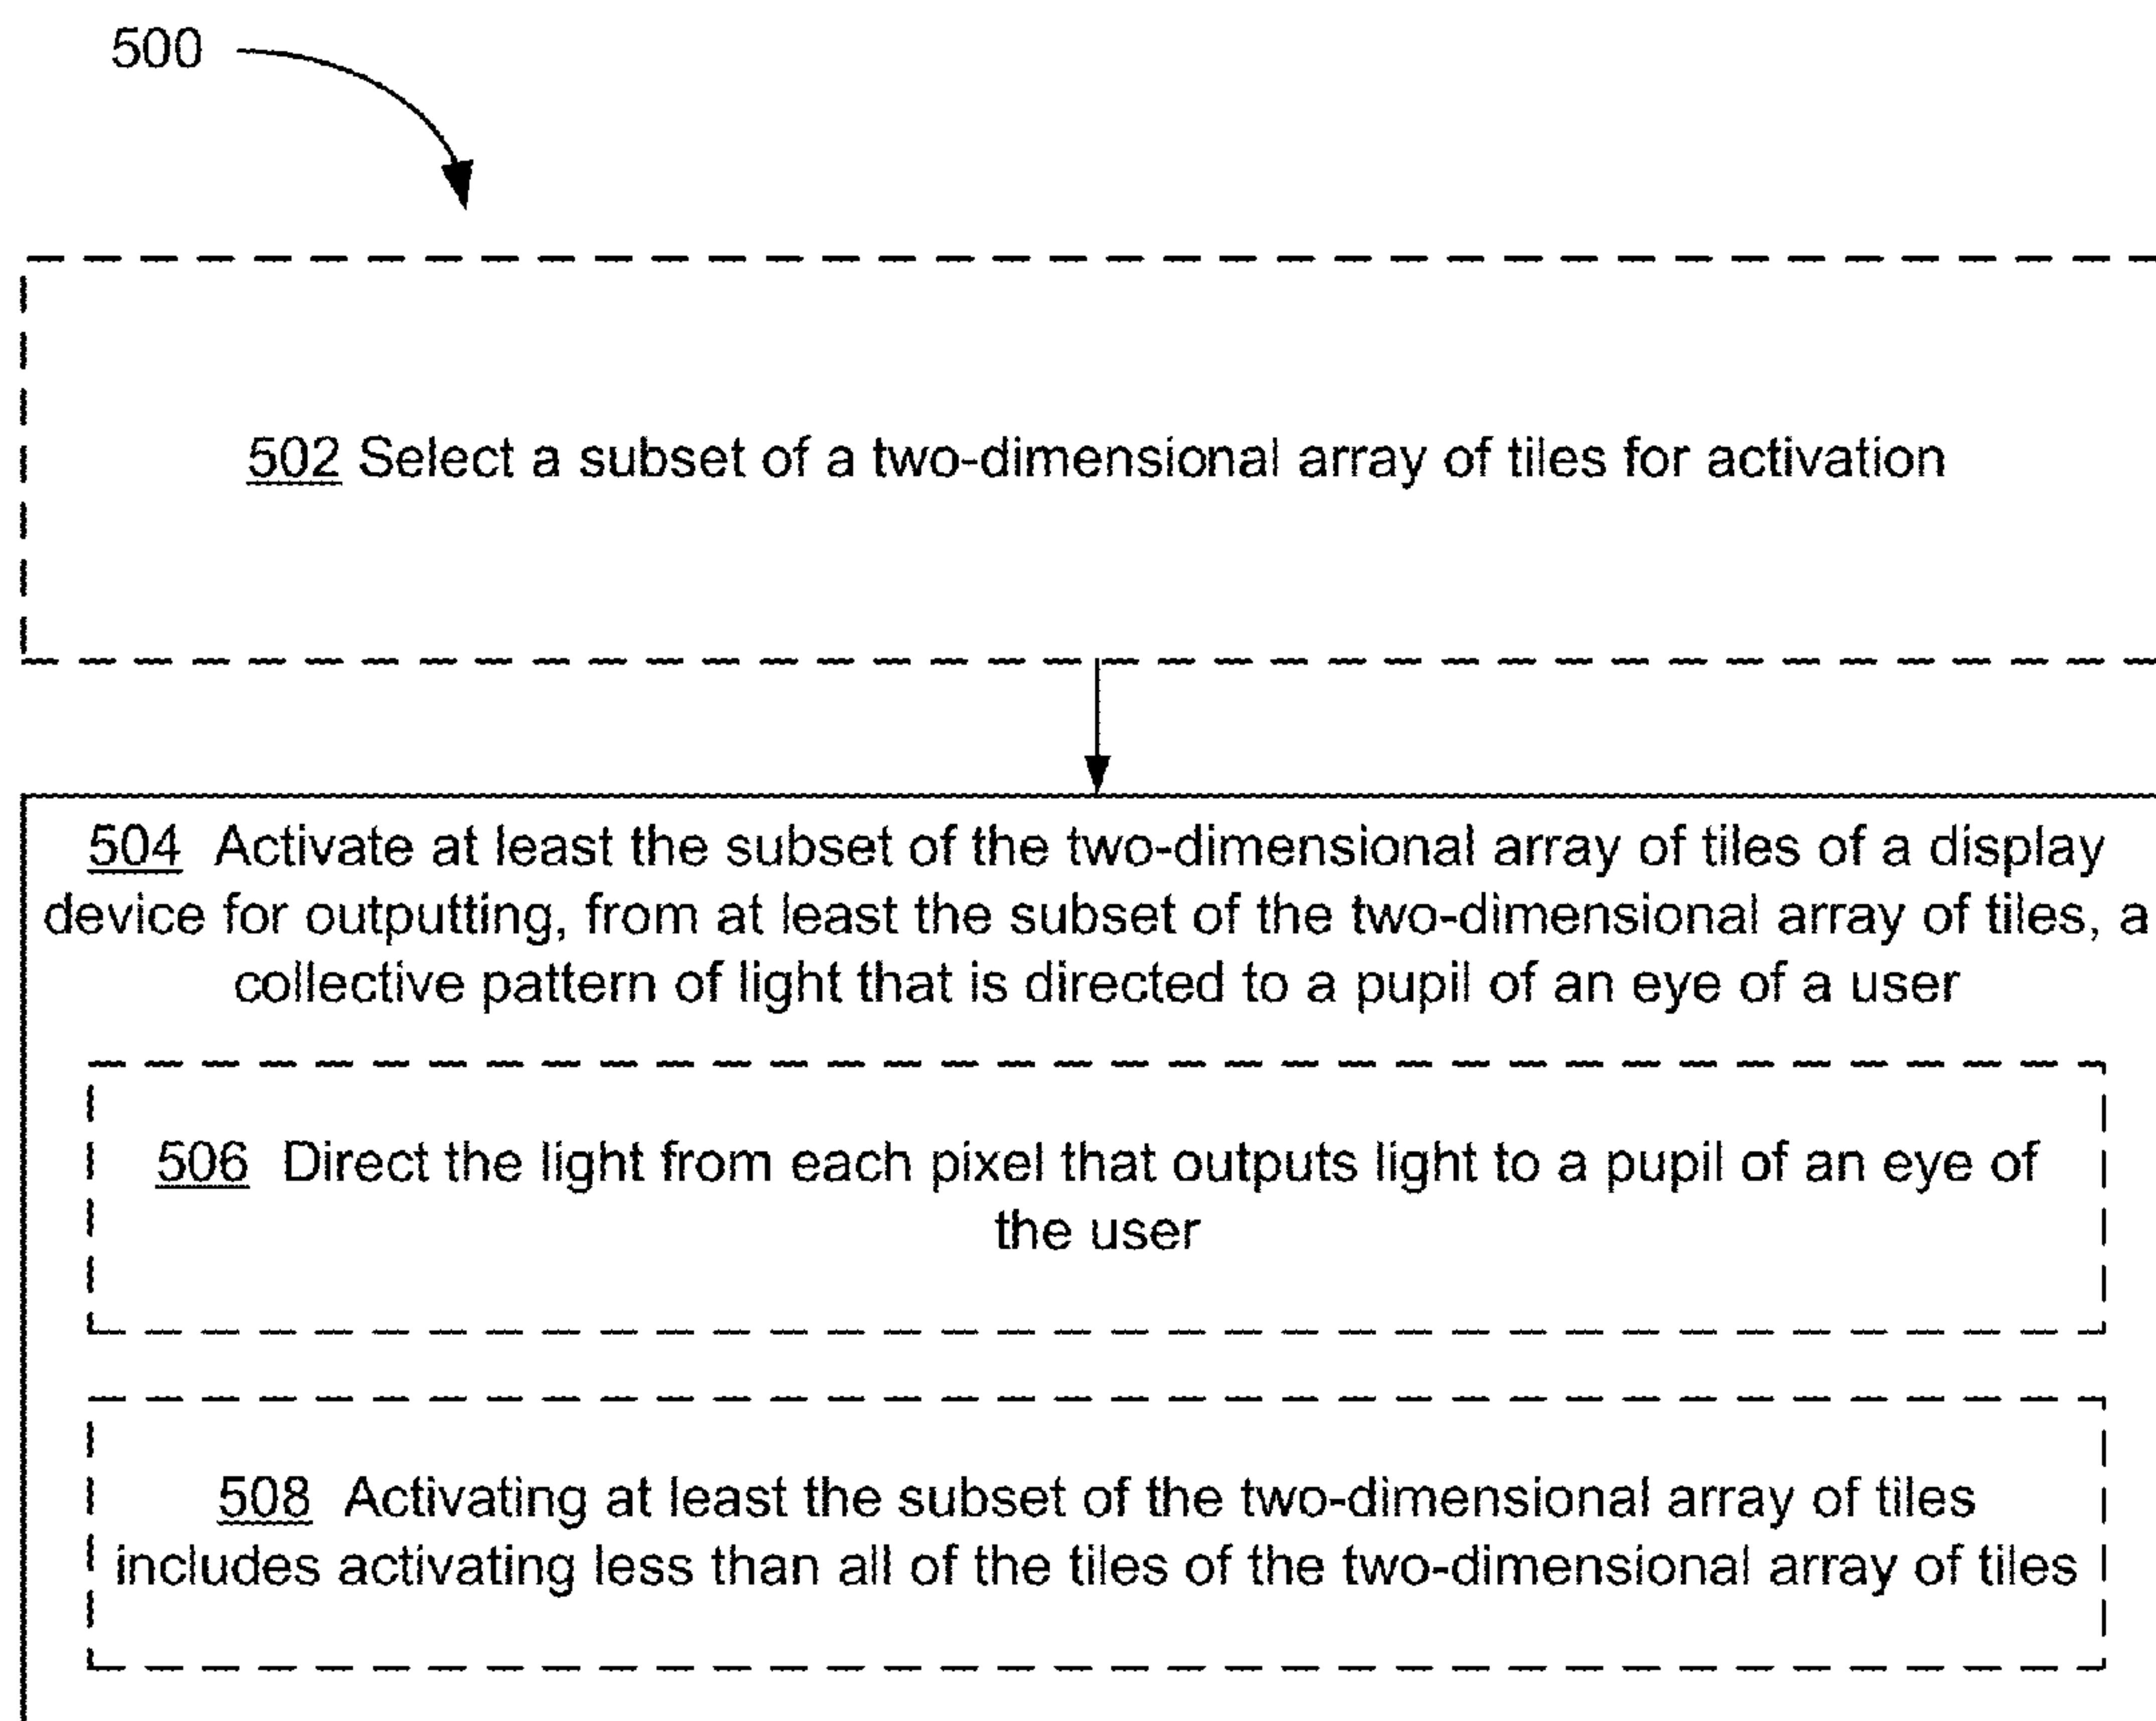 500
502 Select a subset of a two-dimensional array of tiles for activation
504 Activate at least the subset of the two-dimensional array of tiles of a display
device for outputting, from at least the subset of the two-dimensional array of tiles, a
collective pattern of light that is directed to a pupil of an eye of a user
506 Direct the light from each pixel that outputs light to a pupil of an eye of
the user
508 Activating at least the subset of the two-dimensional array of tiles
includes activating less than all of the tiles of the two-dimensional array of tiles